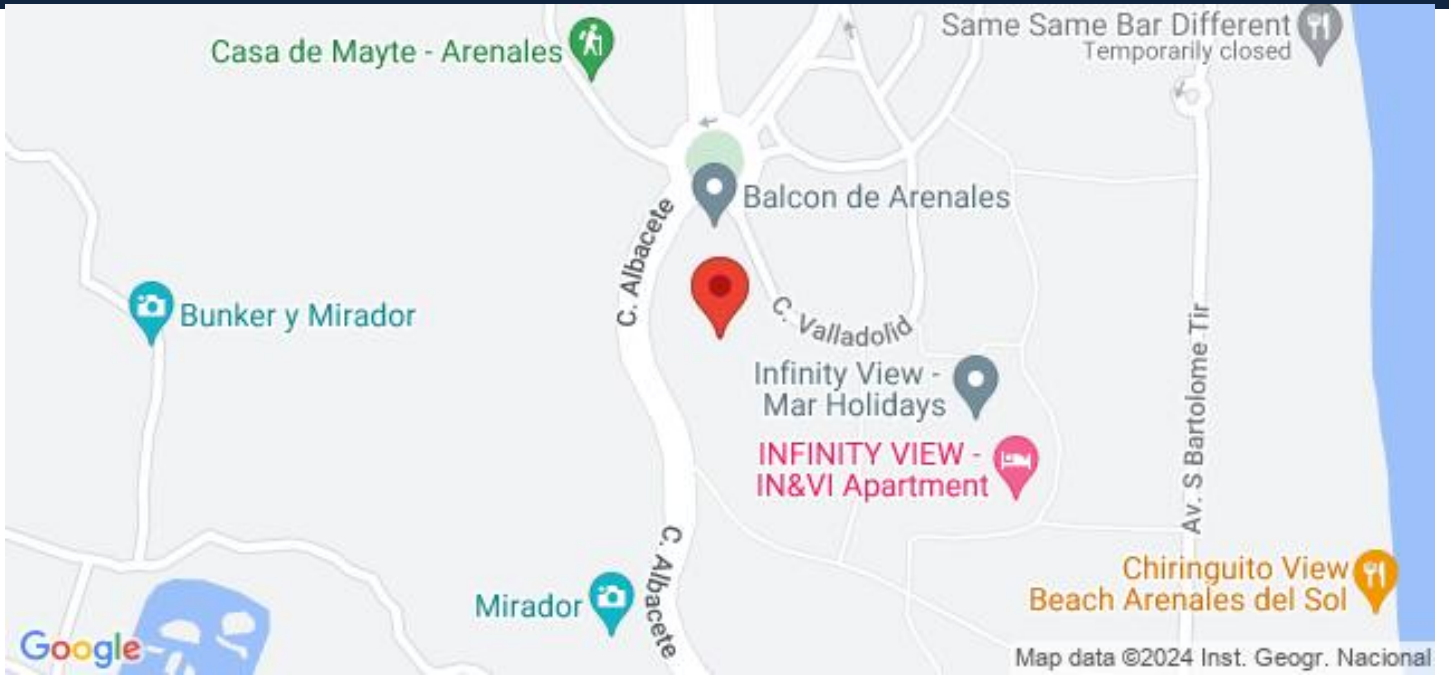 Same Same Bar Different
Temporarily closed
Casa de Mayte - Arenales
Balcon de Arenales
C. Albacete
Bunker y Mirador
C. Valladolid
Av. S Bartolome Tir
Infinity View -
Mar Holidays
INFINITY VIEW -
IN&VI Apartment
C. Albacete
Chiringuito View
Beach Arenales del Sol
Mirador
Google
Map data ©2024 Inst. Geogr. Nacional